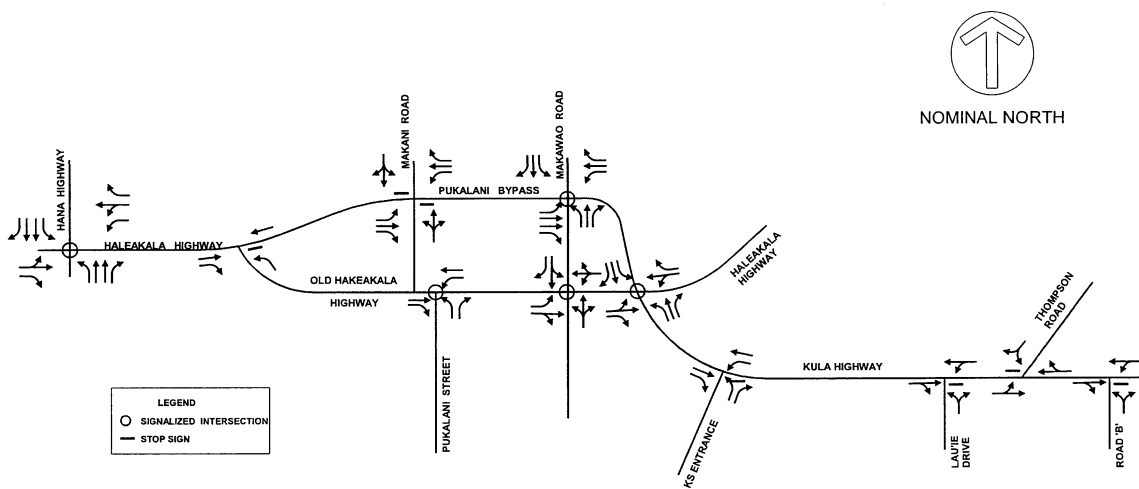 NOMINAL NORTH
HANA HIGHWAY
MAKANI ROAD
MAKAWAO ROAD
PUKALANI BYPASS
HALEAKALA HIGHWAY
HALEAKALA
HIGHWAY
OLD HAKEAKALA
HIGHWAY
THOMPSON
ROAD
PUKALANI STREET
KULA HIGHWAY
KS ENTRANCE
LAU'IE
DRIVE
ROAD 'B'
LEGEND
SIGNALIZED INTERSECTION
STOP SIGN